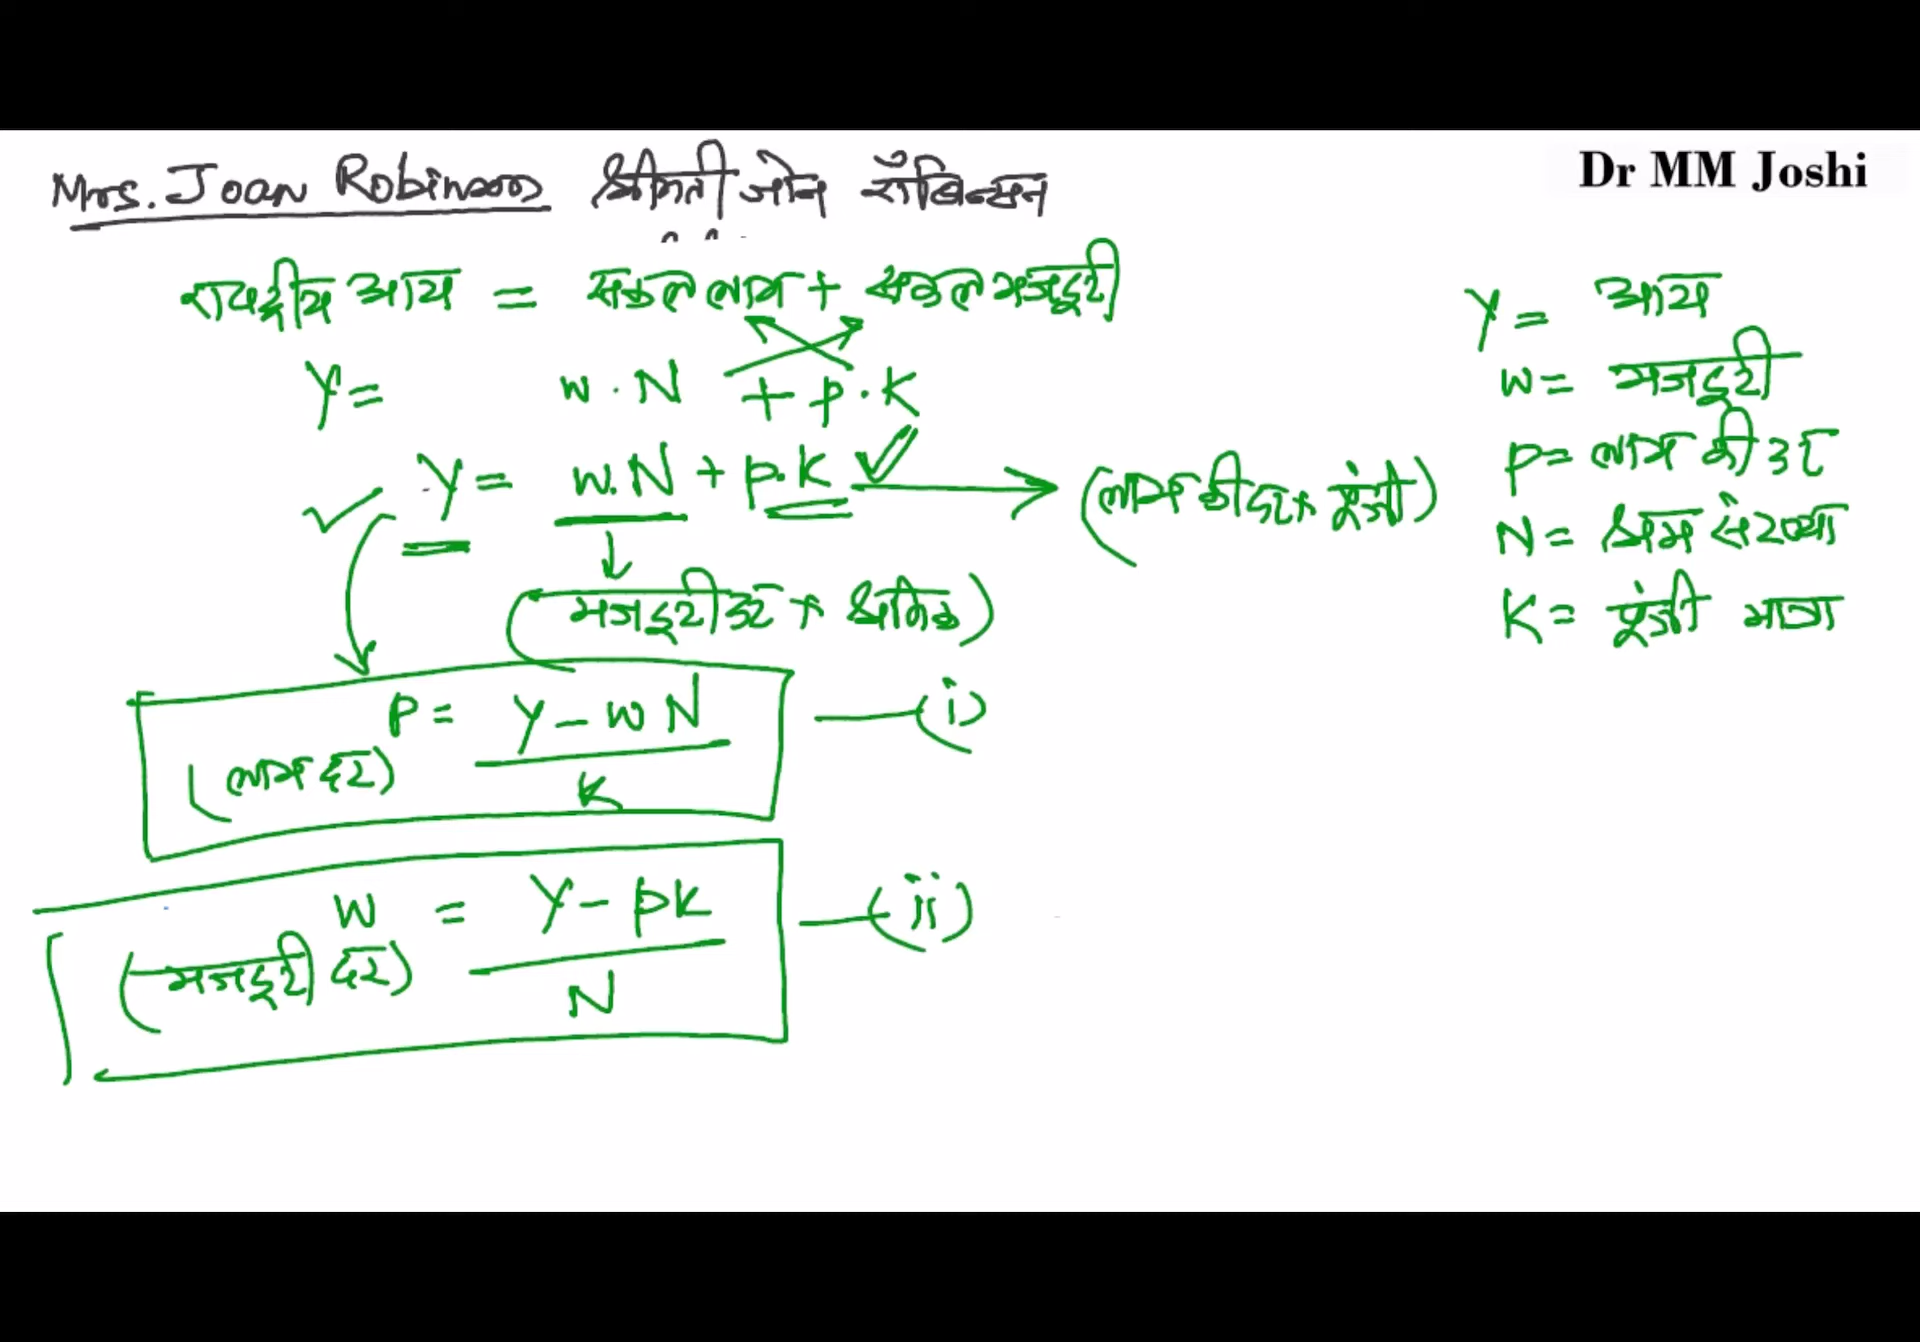 Mrs. Joan Robinson श्रीमती जोन रॉबिन्सन
Dr MM Joshi
राष्ट्रीय आय = सकल लाभ + सकल मजदूरी
Y = w . N + p . K
Y = w. N + p. K ✓ → (लाभ की दर × पूंजी)
(मजदूरी दर × श्रमिक)
P = Y - w N
(लाभ दर) K
(i)
W = Y - pK
(मजदूरी दर) N
(ii)
Y = आय
w = मजदूरी
P = लाभ की दर
N = श्रम संख्या
K = पूंजी मात्रा